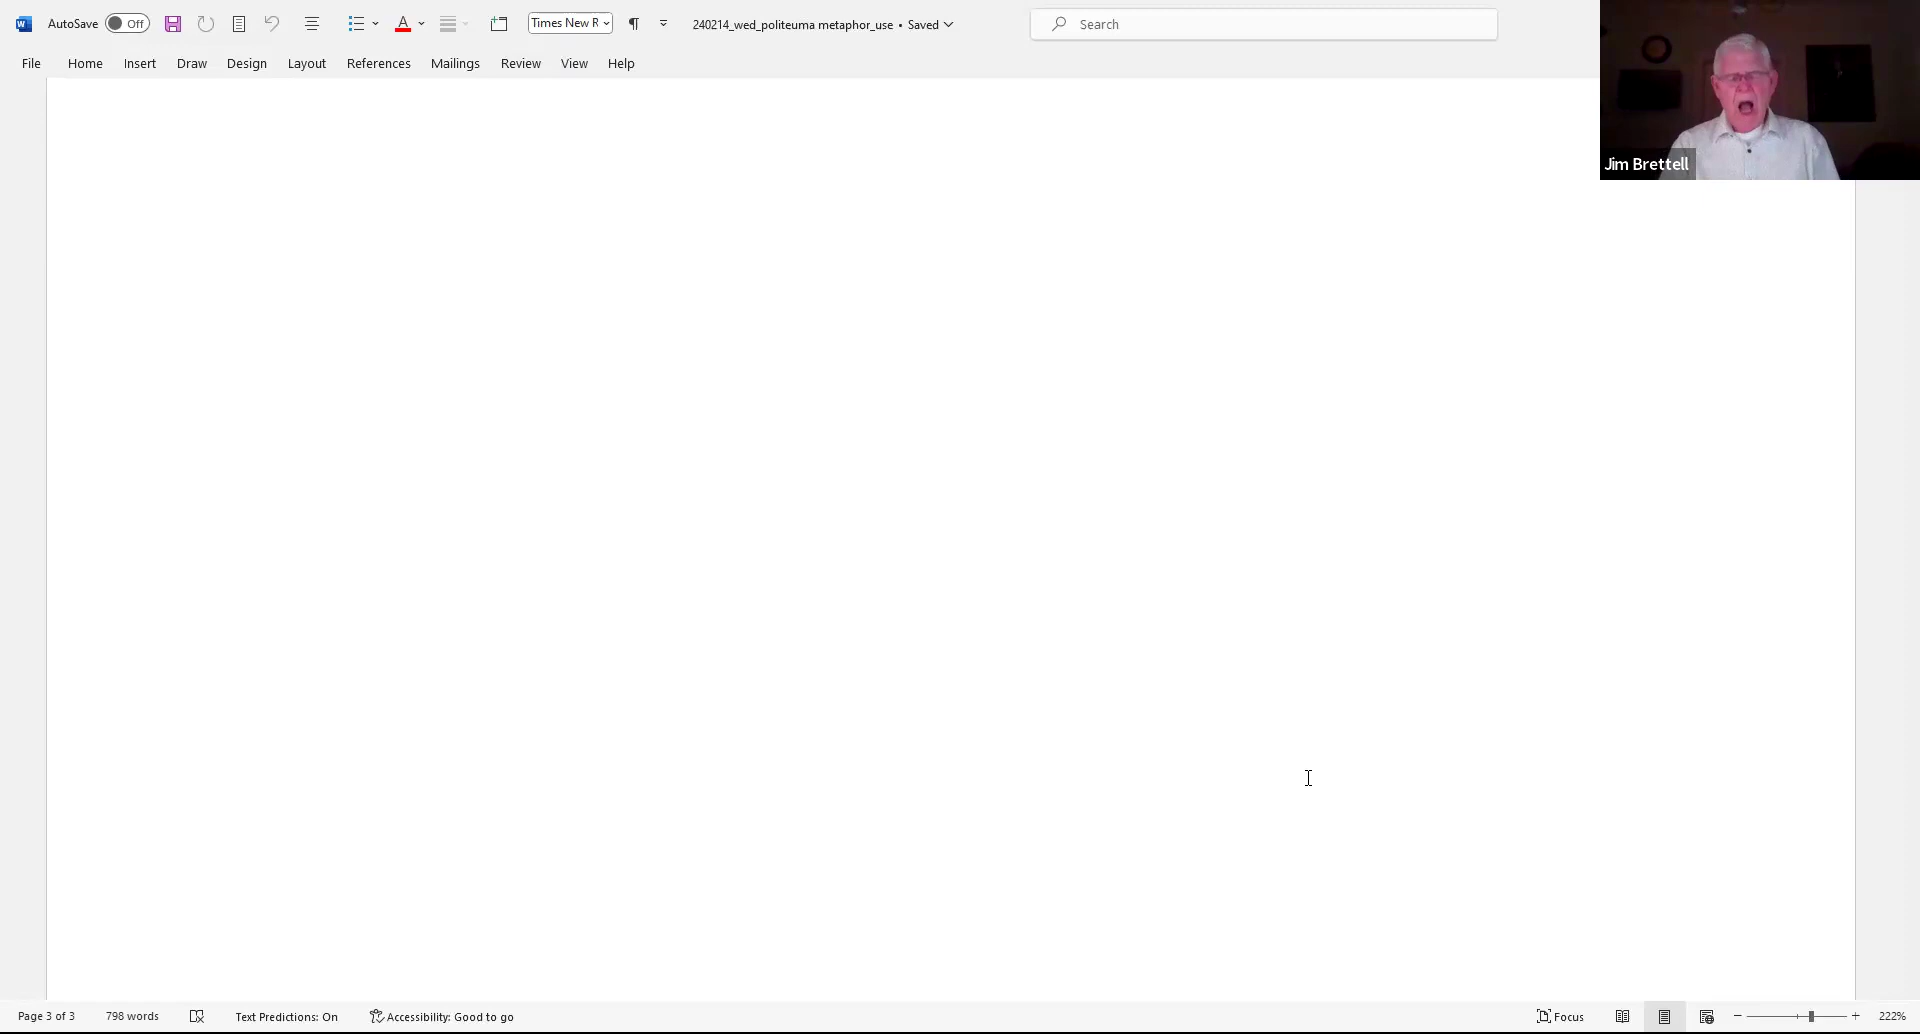 AutoSave Off Times New R 240214_wed_politeuma metaphor_use • Saved Search
File Home Insert Draw Design Layout References Mailings Review View Help
Jim Brettell
Page 3 of 3 798 words Text Predictions: On Accessibility: Good to go Focus 222%